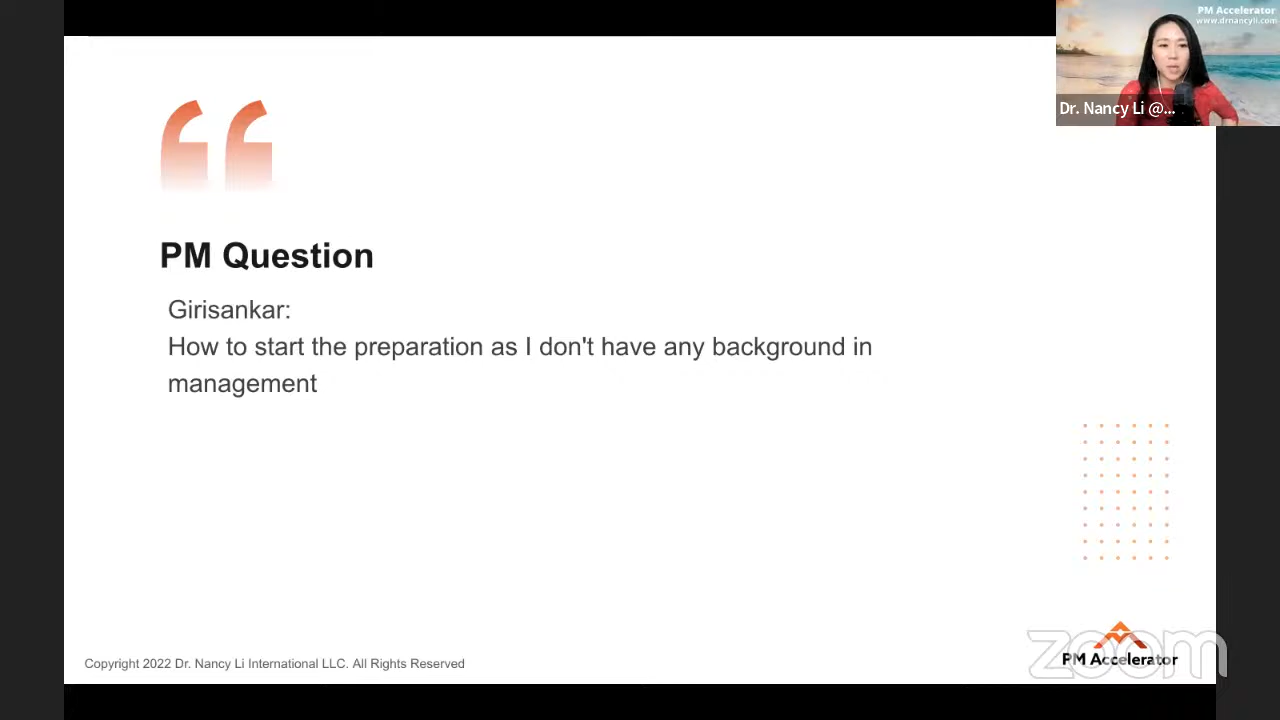 PM Accelerator
www.drnancyli.com
Dr. Nancy Li @...
PM Question
Girisankar:
How to start the preparation as I don't have any background in
management
Copyright 2022 Dr. Nancy Li International LLC. All Rights Reserved
PM Accelerator
zoom